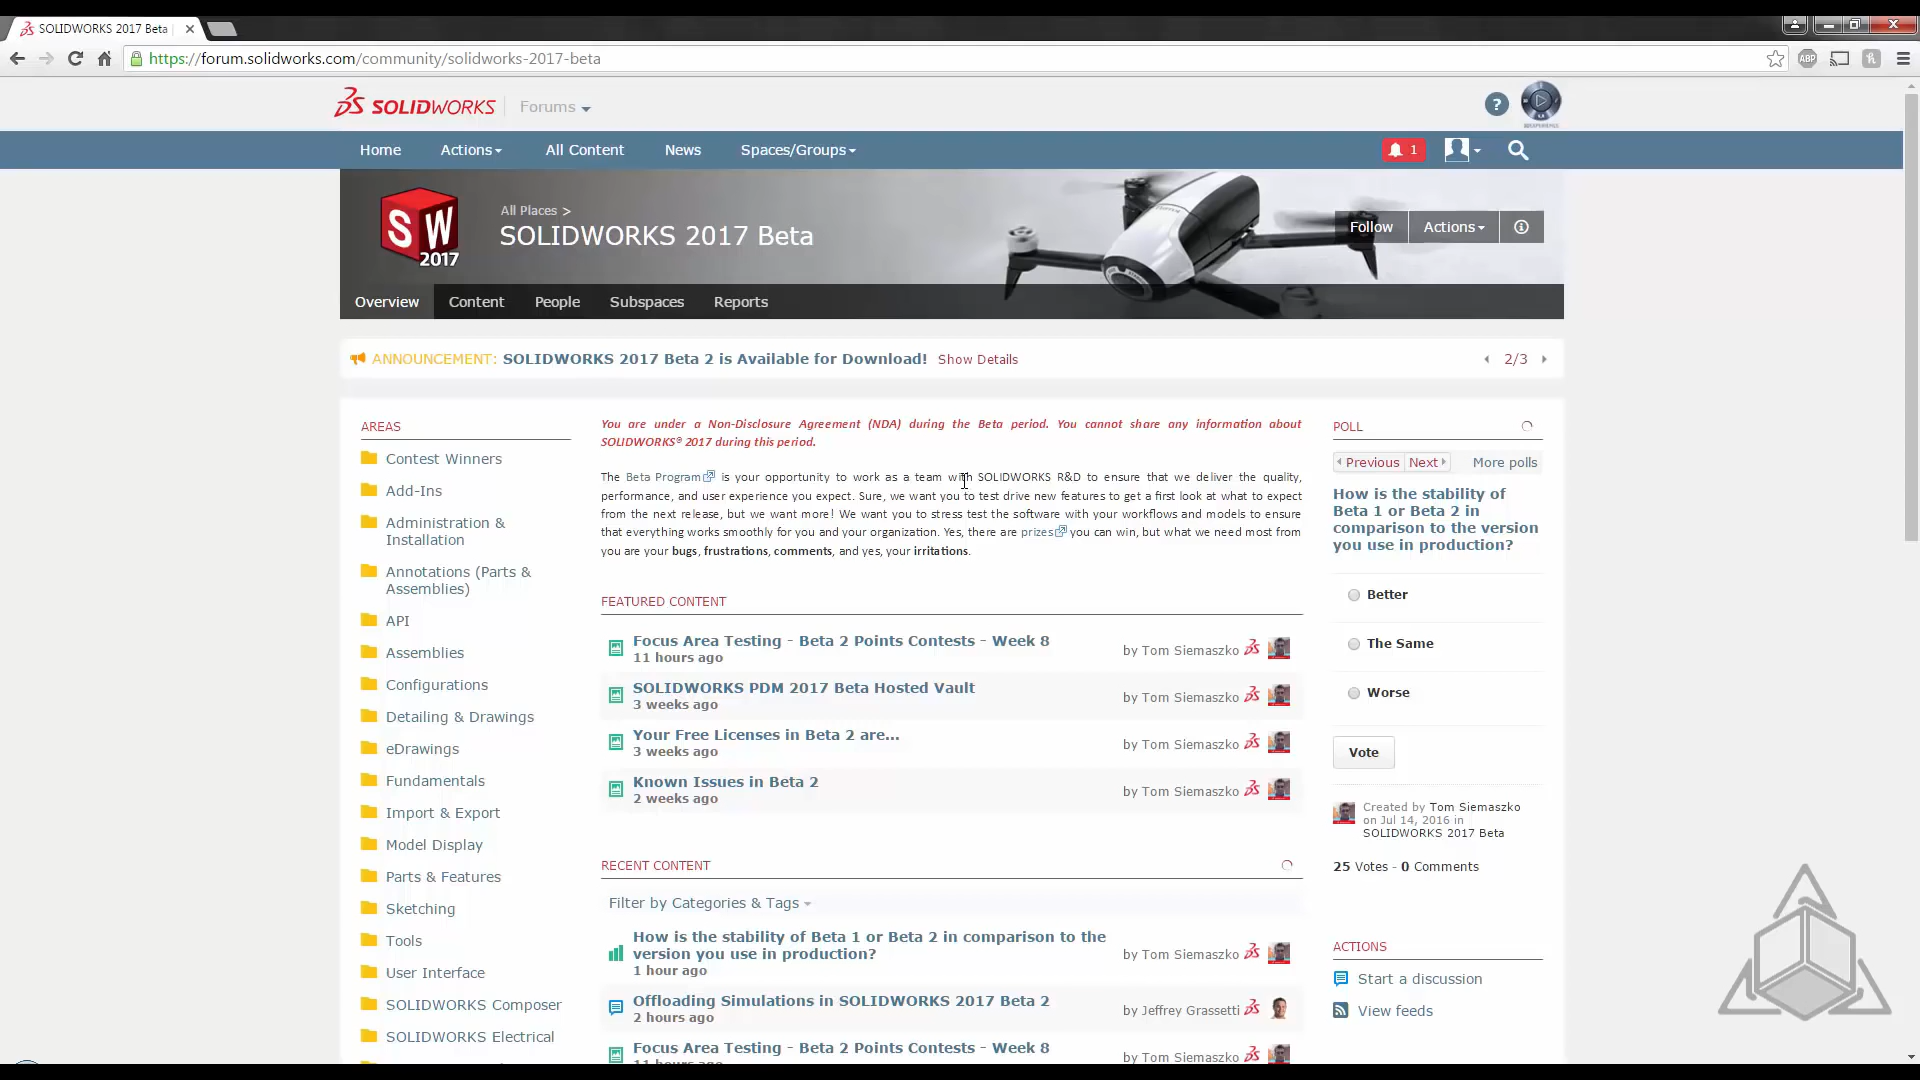 SOLIDWORKS 2017 Beta
https://forum.solidworks.com/community/solidworks-2017-beta
ABP
SOLIDWORKS
Forums
?
Home
Actions
All Content
News
Spaces/Groups
1
S W
2017
All Places >
SOLIDWORKS 2017 Beta
Follow
Actions
Overview
Content
People
Subspaces
Reports
ANNOUNCEMENT: SOLIDWORKS 2017 Beta 2 is Available for Download! Show Details
2/3
AREAS
Contest Winners
Add-Ins
Administration &
Installation
Annotations (Parts &
Assemblies)
API
Assemblies
Configurations
Detailing & Drawings
eDrawings
Fundamentals
Import & Export
Model Display
Parts & Features
Sketching
Tools
User Interface
SOLIDWORKS Composer
SOLIDWORKS Electrical
You are under a Non-Disclosure Agreement (NDA) during the Beta period. You cannot share any information about
SOLIDWORKS® 2017 during this period.
The Beta Program is your opportunity to work as a team with SOLIDWORKS R&D to ensure that we deliver the quality,
performance, and user experience you expect. Sure, we want you to test drive new features to get a first look at what to expect
from the next release, but we want more! We want you to stress test the software with your workflows and models to ensure
that everything works smoothly for you and your organization. Yes, there are prizes you can win, but what we need most from
you are your bugs, frustrations, comments, and yes, your irritations.
FEATURED CONTENT
Focus Area Testing - Beta 2 Points Contests - Week 8
11 hours ago
by Tom Siemaszko
SOLIDWORKS PDM 2017 Beta Hosted Vault
3 weeks ago
by Tom Siemaszko
Your Free Licenses in Beta 2 are...
3 weeks ago
by Tom Siemaszko
Known Issues in Beta 2
2 weeks ago
by Tom Siemaszko
RECENT CONTENT
Filter by Categories & Tags
How is the stability of Beta 1 or Beta 2 in comparison to the
version you use in production?
1 hour ago
by Tom Siemaszko
Offloading Simulations in SOLIDWORKS 2017 Beta 2
2 hours ago
by Jeffrey Grassetti
Focus Area Testing - Beta 2 Points Contests - Week 8
11 hours ago
by Tom Siemaszko
POLL
Previous
Next
More polls
How is the stability of
Beta 1 or Beta 2 in
comparison to the version
you use in production?
Better
The Same
Worse
Vote
Created by Tom Siemaszko
on Jul 14, 2016 in
SOLIDWORKS 2017 Beta
25 Votes - 0 Comments
ACTIONS
Start a discussion
View feeds